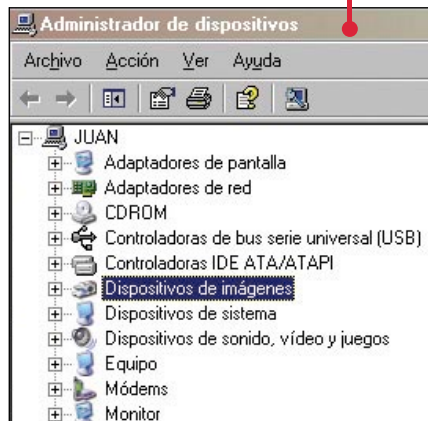 Administrador de dispositivos
Archivo Acción Ver Ayuda
JUAN
Adaptadores de pantalla
Adaptadores de red
CDROM
Controladoras de bus serie universal (USB)
Controladoras IDE ATA/ATAPI
Dispositivos de imágenes
Dispositivos de sistema
Dispositivos de sonido, vídeo y juegos
Equipo
Módems
Monitor